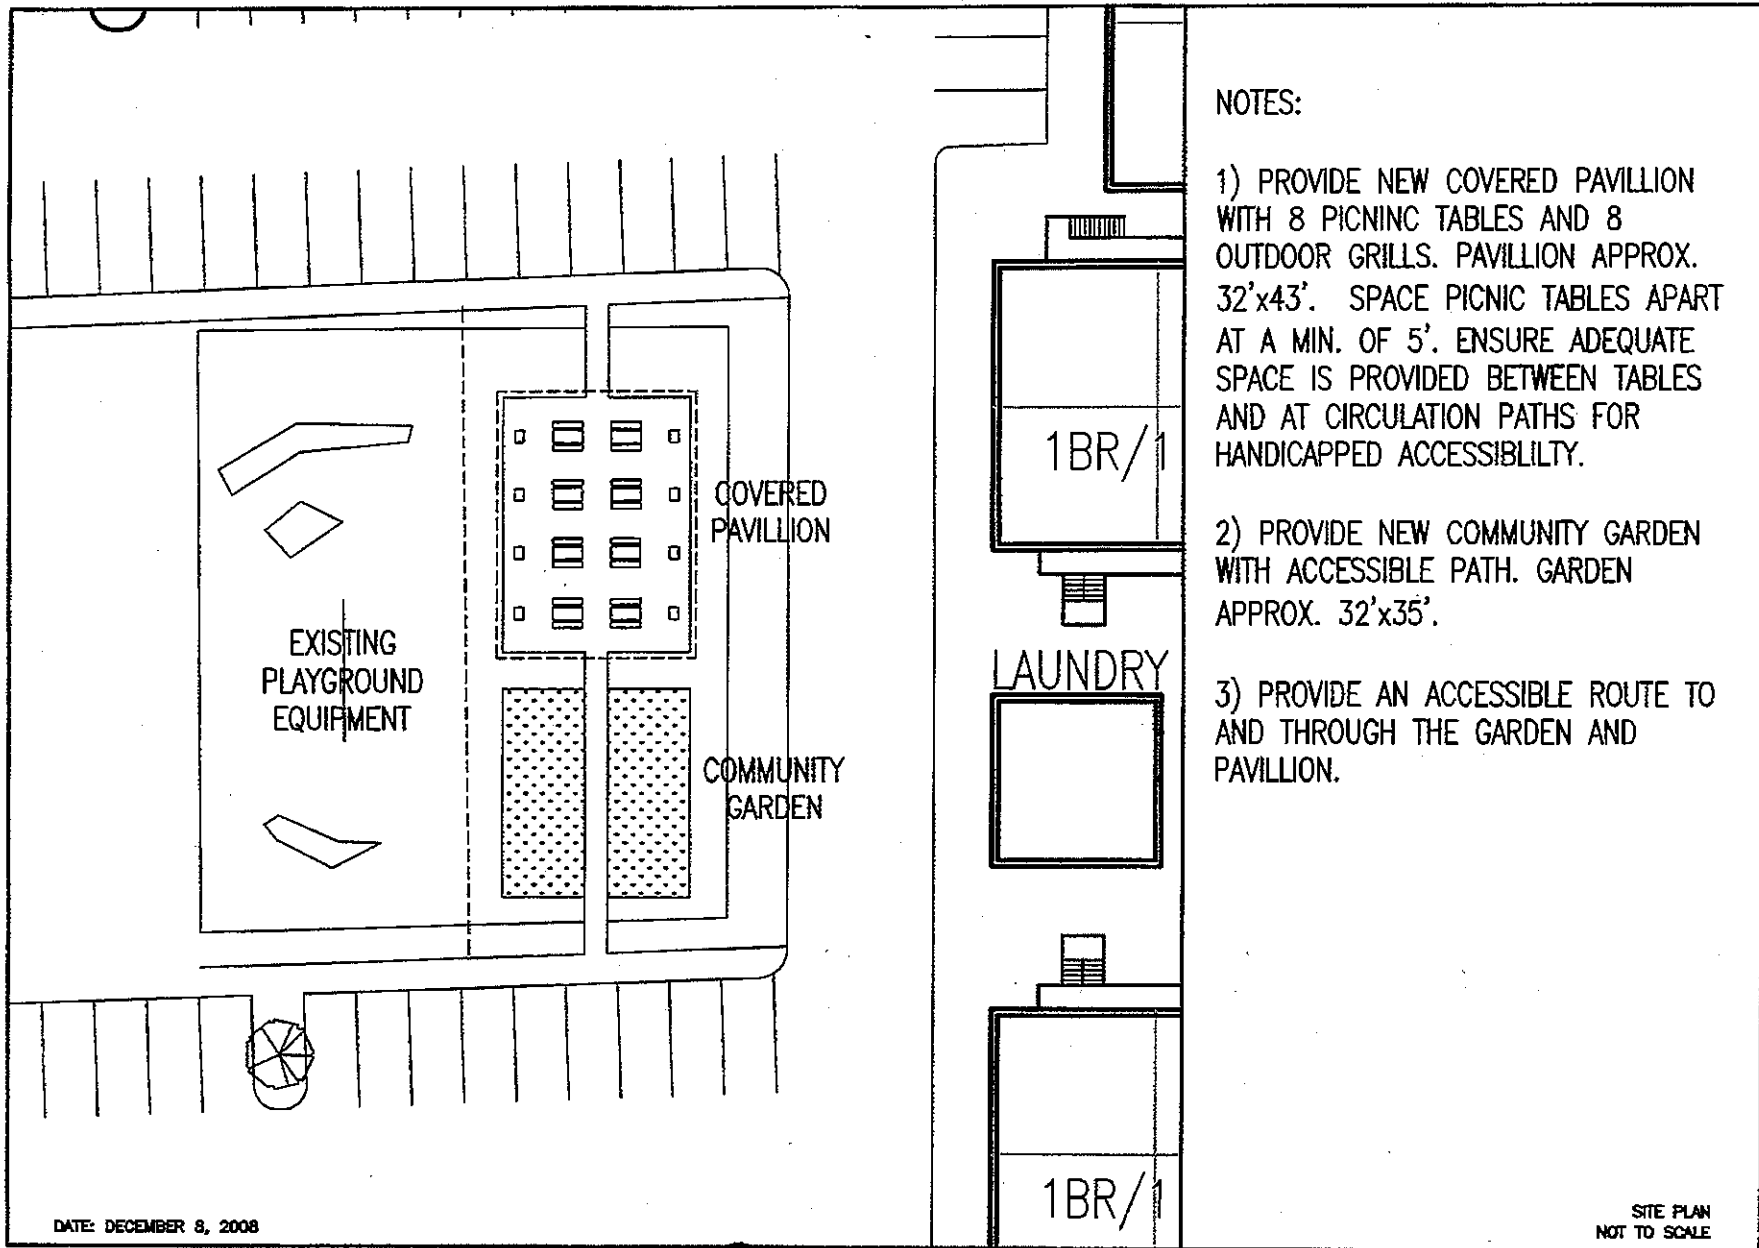 NOTES:
1) PROVIDE NEW COVERED PAVILLION
WITH 8 PICNINC TABLES AND 8
OUTDOOR GRILLS. PAVILLION APPROX.
32'x43'. SPACE PICNIC TABLES APART
AT A MIN. OF 5'. ENSURE ADEQUATE
SPACE IS PROVIDED BETWEEN TABLES
AND AT CIRCULATION PATHS FOR
HANDICAPPED ACCESSIBLILTY.
2) PROVIDE NEW COMMUNITY GARDEN
WITH ACCESSIBLE PATH. GARDEN
APPROX. 32'x35'.
3) PROVIDE AN ACCESSIBLE ROUTE TO
AND THROUGH THE GARDEN AND
PAVILLION.
1BR/1
COVERED
PAVILLION
EXISTING
PLAYGROUND
EQUIPMENT
LAUNDRY
COMMUNITY
GARDEN
1BR/1
DATE: DECEMBER 8, 2008
SITE PLAN
NOT TO SCALE